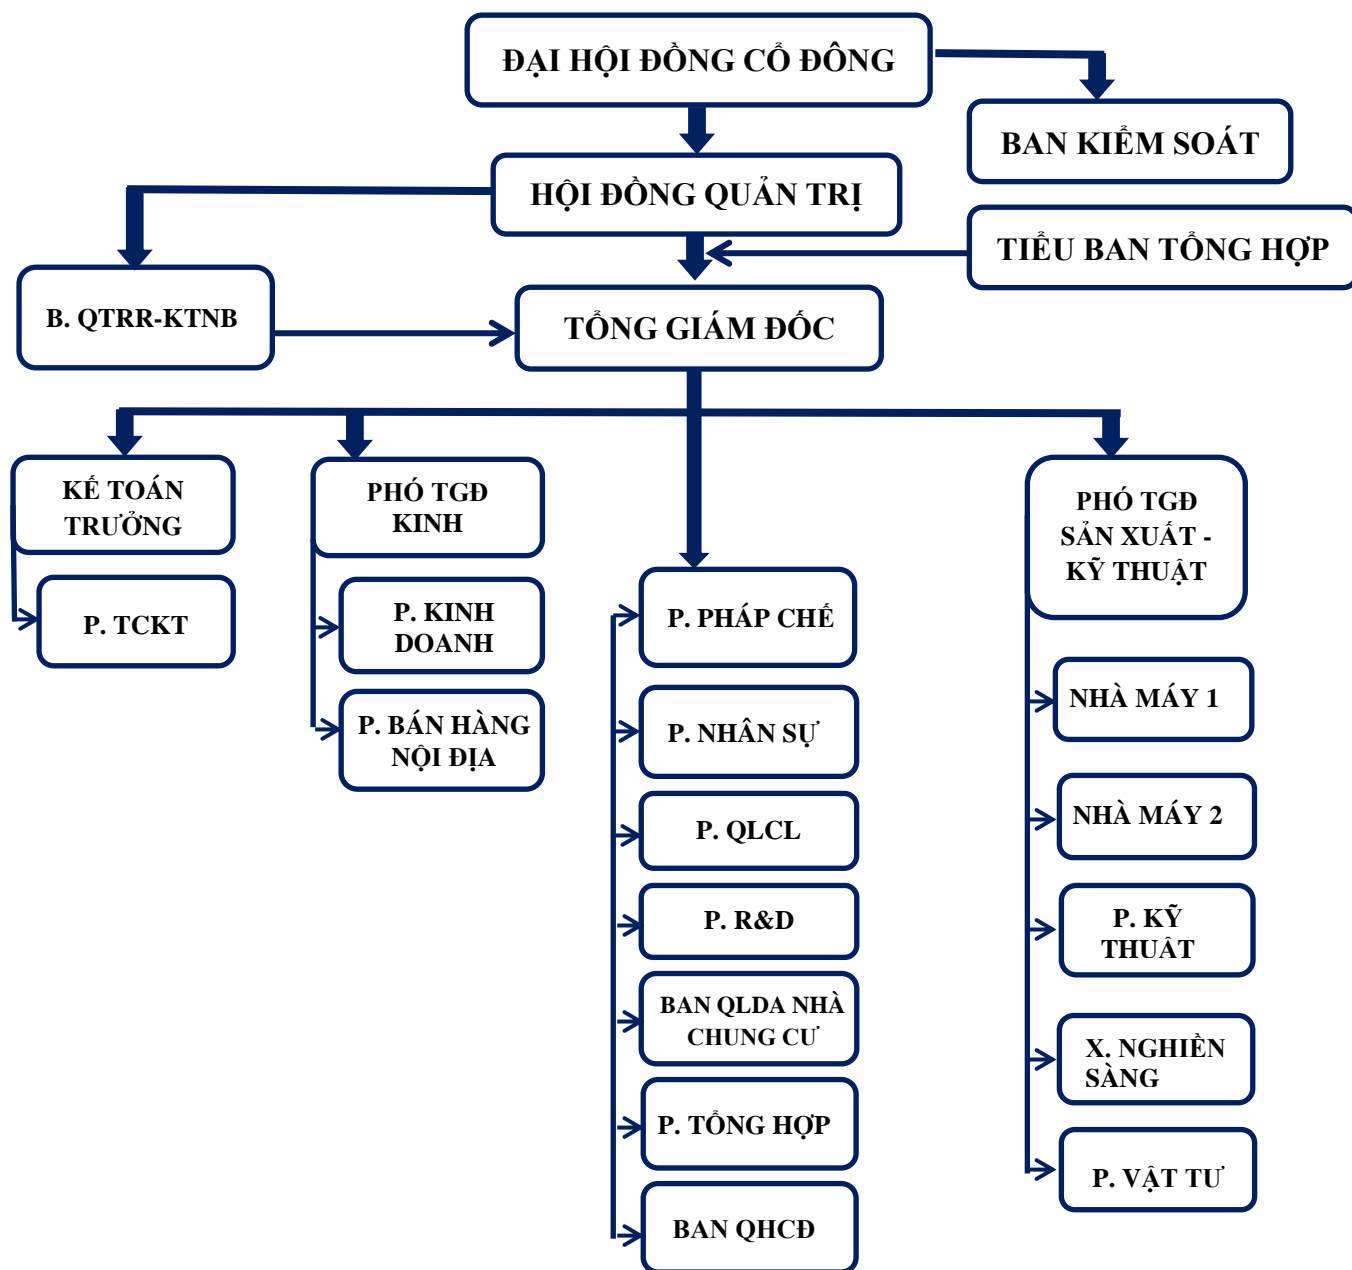 ĐẠI HỘI ĐỒNG CỔ ĐÔNG
BAN KIỂM SOÁT
HỘI ĐỒNG QUẢN TRỊ
TIỂU BAN TỔNG HỢP
B. QTRR-KTNB
TỔNG GIÁM ĐỐC
KẾ TOÁN
TRƯỞNG
P. TCKT
PHÓ TGĐ
KINH
P. KINH
DOANH
P. BÁN HÀNG
NỘI ĐỊA
P. PHÁP CHẾ
P. NHÂN SỰ
P. QLCL
P. R&D
BAN QLDA NHÀ
CHUNG CƯ
P. TỔNG HỢP
BAN QHCĐ
PHÓ TGĐ
SẢN XUẤT -
KỸ THUẬT
NHÀ MÁY 1
NHÀ MÁY 2
P. KỸ
THUẬT
X. NGHIỀN
SÀNG
P. VẬT TƯ